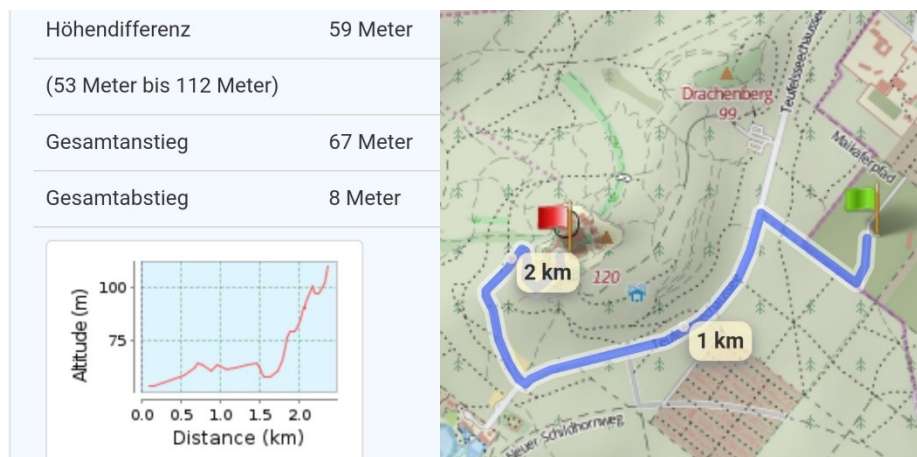 Höhendifferenz 59 Meter
(53 Meter bis 112 Meter)
Gesamtanstieg 67 Meter
Gesamtabstieg 8 Meter
Altitude (m)
100
75
0.0 0.5 1.0 1.5 2.0
Distance (km)
Teufelsseechaussee
Drachenberg
99
Maikäferpfad
2 km
120
1 km
Neuer Schildhornweg